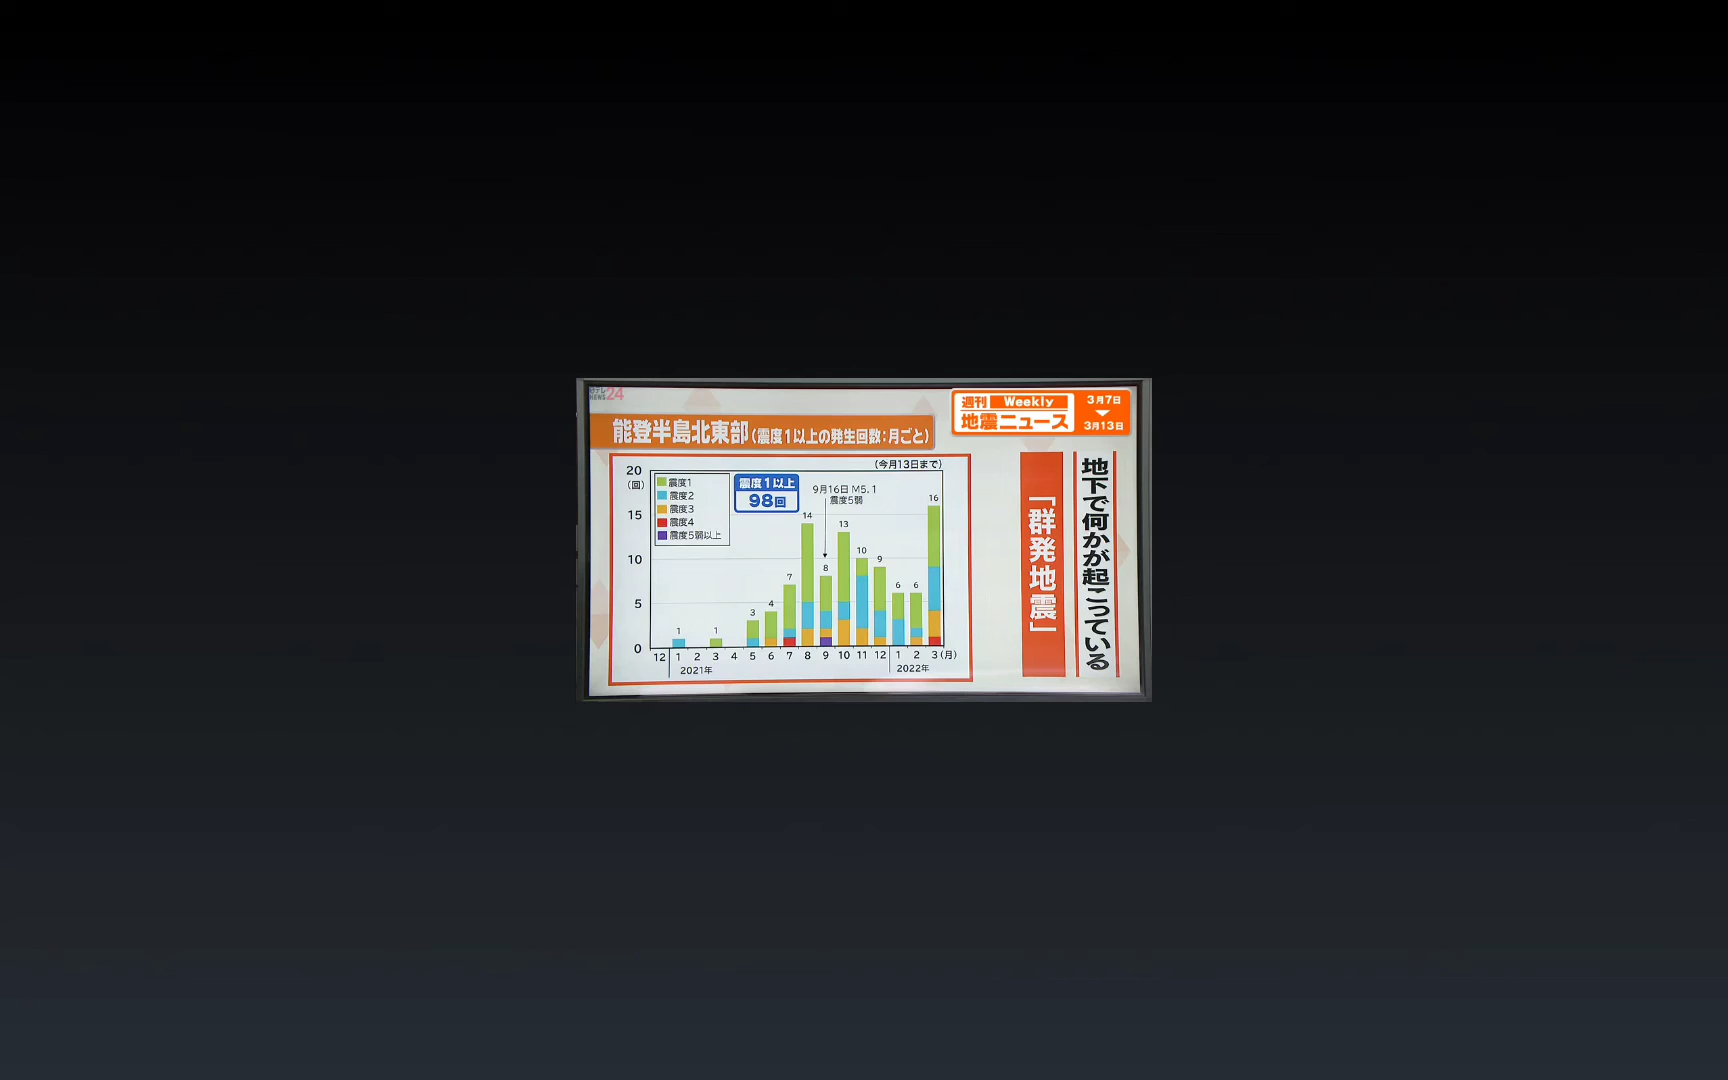 日テレ
NEWS24
週刊 Weekly
地震ニュース
3月7日
3月13日
能登半島北東部(震度1以上の発生回数:月ごと)
(今月13日まで)
20
(回)
15
10
5
0
震度1
震度2
震度3
震度4
震度5弱以上
震度1以上
98回
9月16日 M5.1
震度5弱
1 1 3 4 7 14 8 13 10 9 6 6 16
12 1 2 3 4 5 6 7 8 9 10 11 12 1 2 3(月)
2021年 2022年
地下で何かが起こっている
「群発地震」